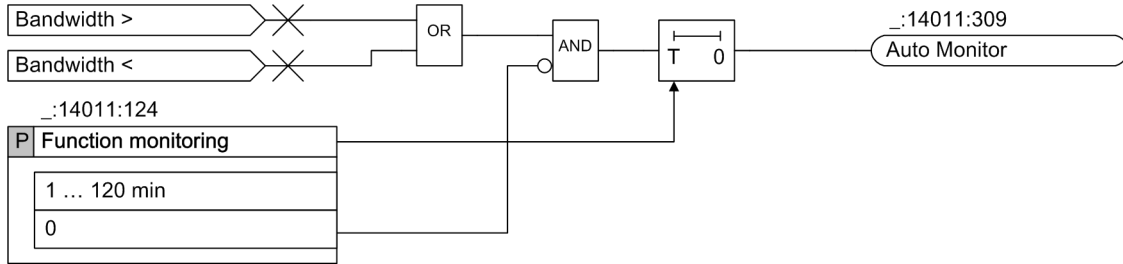 Bandwidth >
OR
_:14011:309
AND
Auto Monitor
Bandwidth <
T 0
_:14011:124
P Function monitoring
1 … 120 min
0